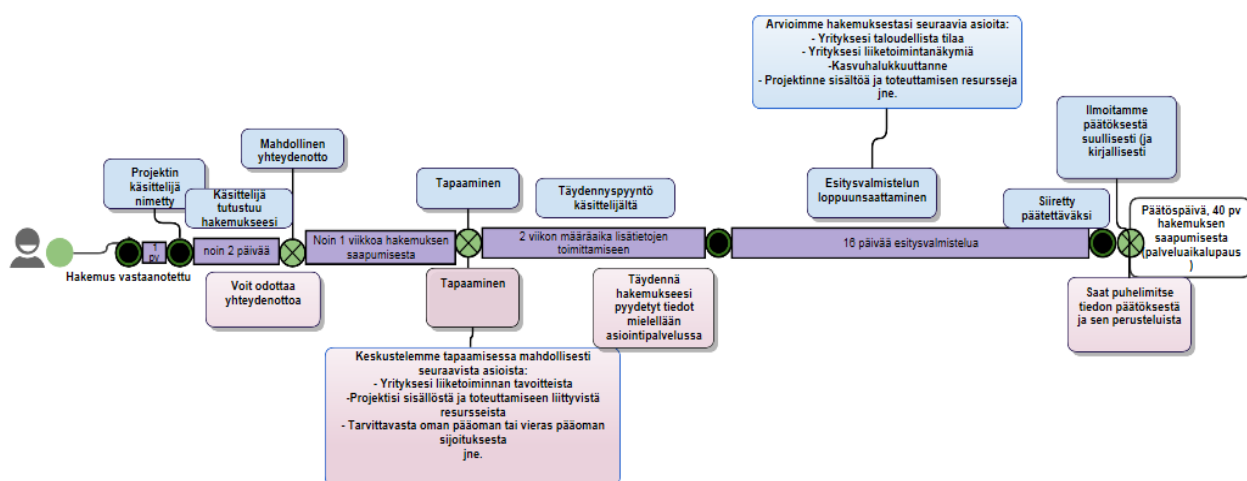 Arvioimme hakemuksestasi seuraavia asioita:
- Yrityksesi taloudellista tilaa
- Yrityksesi liiketoimintanäkymiä
-Kasvuhalukkuuttanne
- Projektinne sisältöä ja toteuttamisen resursseja
jne.
Ilmoitamme
päätöksestä
suullisesti (ja
kirjallisesti
Mahdollinen
yhteydenotto
Projektin
käsittelijä
nimetty
Käsittelijä
tutustuu
hakemukseesi
Tapaaminen
Täydennyspyyntö
käsittelijältä
Esitysvalmistelun
loppuunsaattaminen
Siirretty
päätettäväksi
Päätöspäivä, 40 pv
hakemuksen
saapumisesta
(palveluaikalupaus
)
1
pv
noin 2 päivää
Noin 1 viikkoa hakemuksen
saapumisesta
2 viikon määräaika lisätietojen
toimittamiseen
16 päivää esitysvalmistelua
Hakemus vastaanotettu
Voit odottaa
yhteydenottoa
Tapaaminen
Täydennä
hakemukseesi
pyydetyt tiedot
mielellään
asiointipalvelussa
Saat puhelimitse
tiedon päätöksestä
ja sen perusteluista
Keskustelemme tapaamisessa mahdollisesti
seuraavista asioista:
- Yrityksesi liiketoiminnan tavoitteista
-Projektisi sisällöstä ja toteuttamiseen liittyvistä
resursseista
- Tarvittavasta oman pääoman tai vieras pääoman
sijoituksesta
jne.